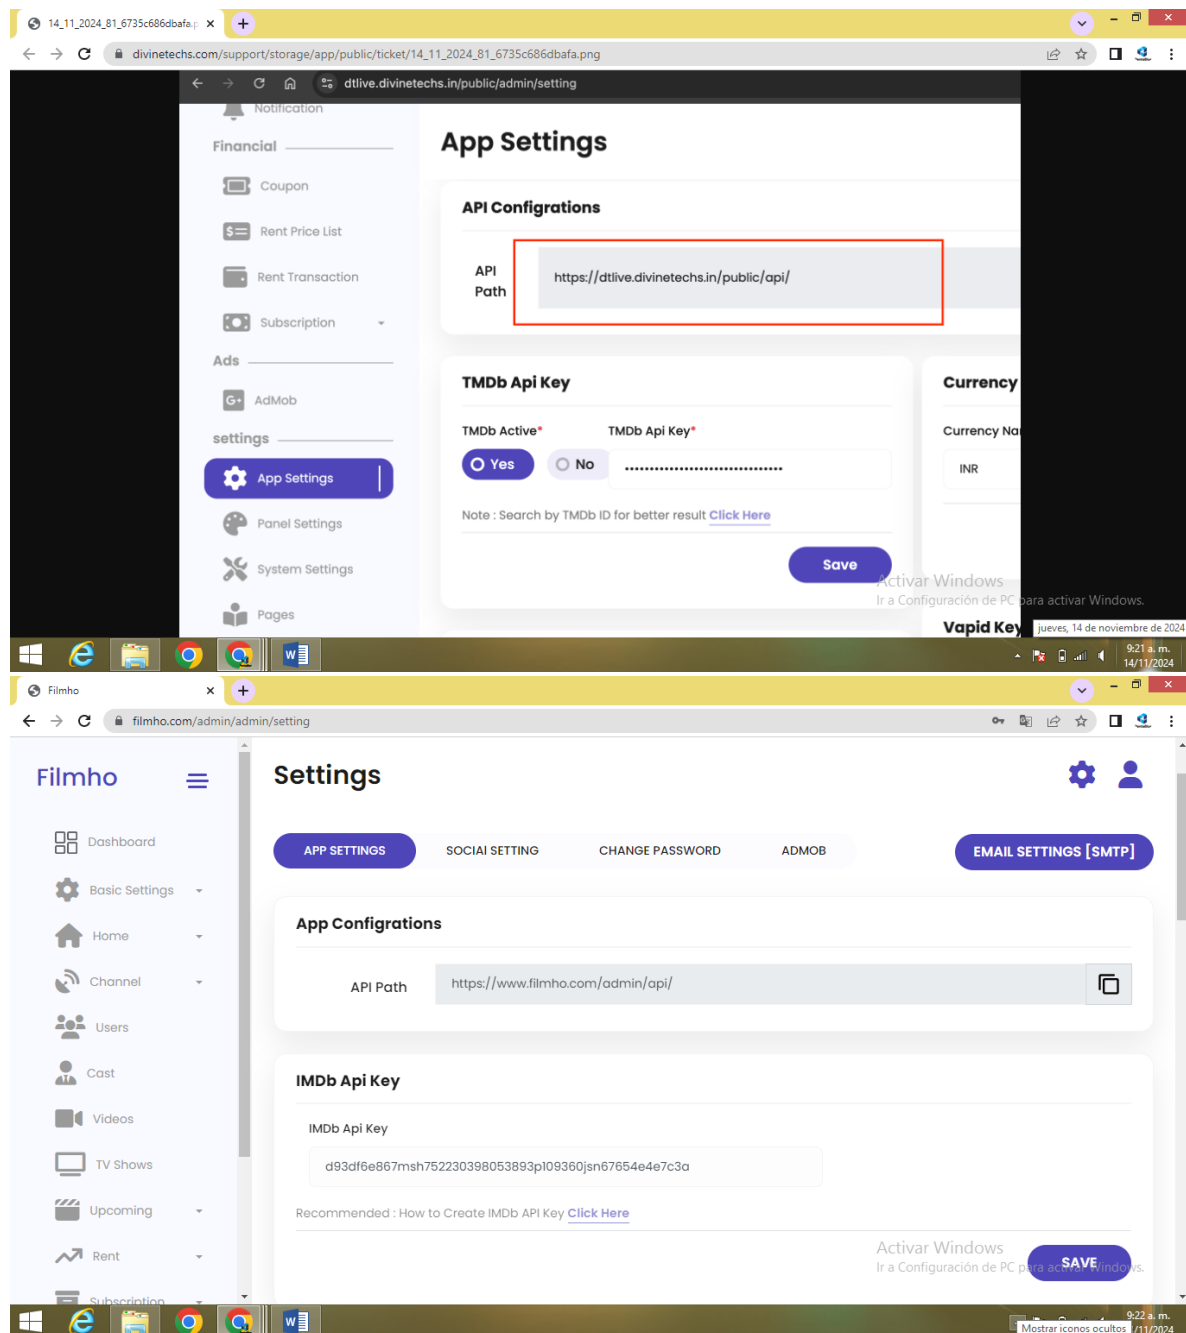 14_11_2024_81_6735c686dbafa.p
divinetechs.com/support/storage/app/public/ticket/14_11_2024_81_6735c686dbafa.png
dtlive.divinetechs.in/public/admin/setting
Notification
Financial
Coupon
Rent Price List
Rent Transaction
Subscription
Ads
G+ AdMob
settings
App Settings
Panel Settings
System Settings
Pages
App Settings
API Configrations
API
Path
https://dtlive.divinetechs.in/public/api/
TMDb Api Key
TMDb Active*
TMDb Api Key*
Yes
No
Note : Search by TMDb ID for better result Click Here
Save
Currency
Currency Na
INR
Vapid Key
Activar Windows
Ir a Configuración de PC para activar Windows.
jueves, 14 de noviembre de 2024
9:21 a. m.
14/11/2024
Filmho
filmho.com/admin/admin/setting
Filmho
Dashboard
Basic Settings
Home
Channel
Users
Cast
Videos
TV Shows
Upcoming
Rent
Subscription
Settings
APP SETTINGS
SOCIAl SETTING
CHANGE PASSWORD
ADMOB
EMAIL SETTINGS [SMTP]
App Configrations
API Path
https://www.filmho.com/admin/api/
IMDb Api Key
IMDb Api Key
d93df6e867msh752230398053893p109360jsn67654e4e7c3a
Recommended : How to Create IMDb API Key Click Here
SAVE
Activar Windows
Ir a Configuración de PC para activar Windows.
Mostrar iconos ocultos
9:22 a. m.
/11/2024